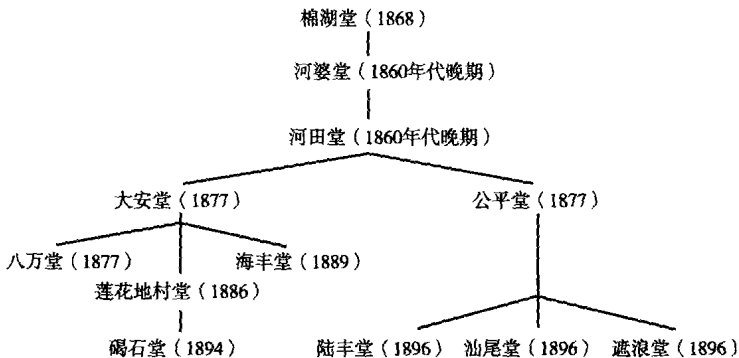 棉湖堂（1868）
河婆堂（1860年代晚期）
河田堂（1860年代晚期）
大安堂（1877） 公平堂（1877）
八万堂（1877） 海丰堂（1889）
莲花地村堂（1886）
碣石堂（1894） 陆丰堂（1896） 汕尾堂（1896） 遮浪堂（1896）